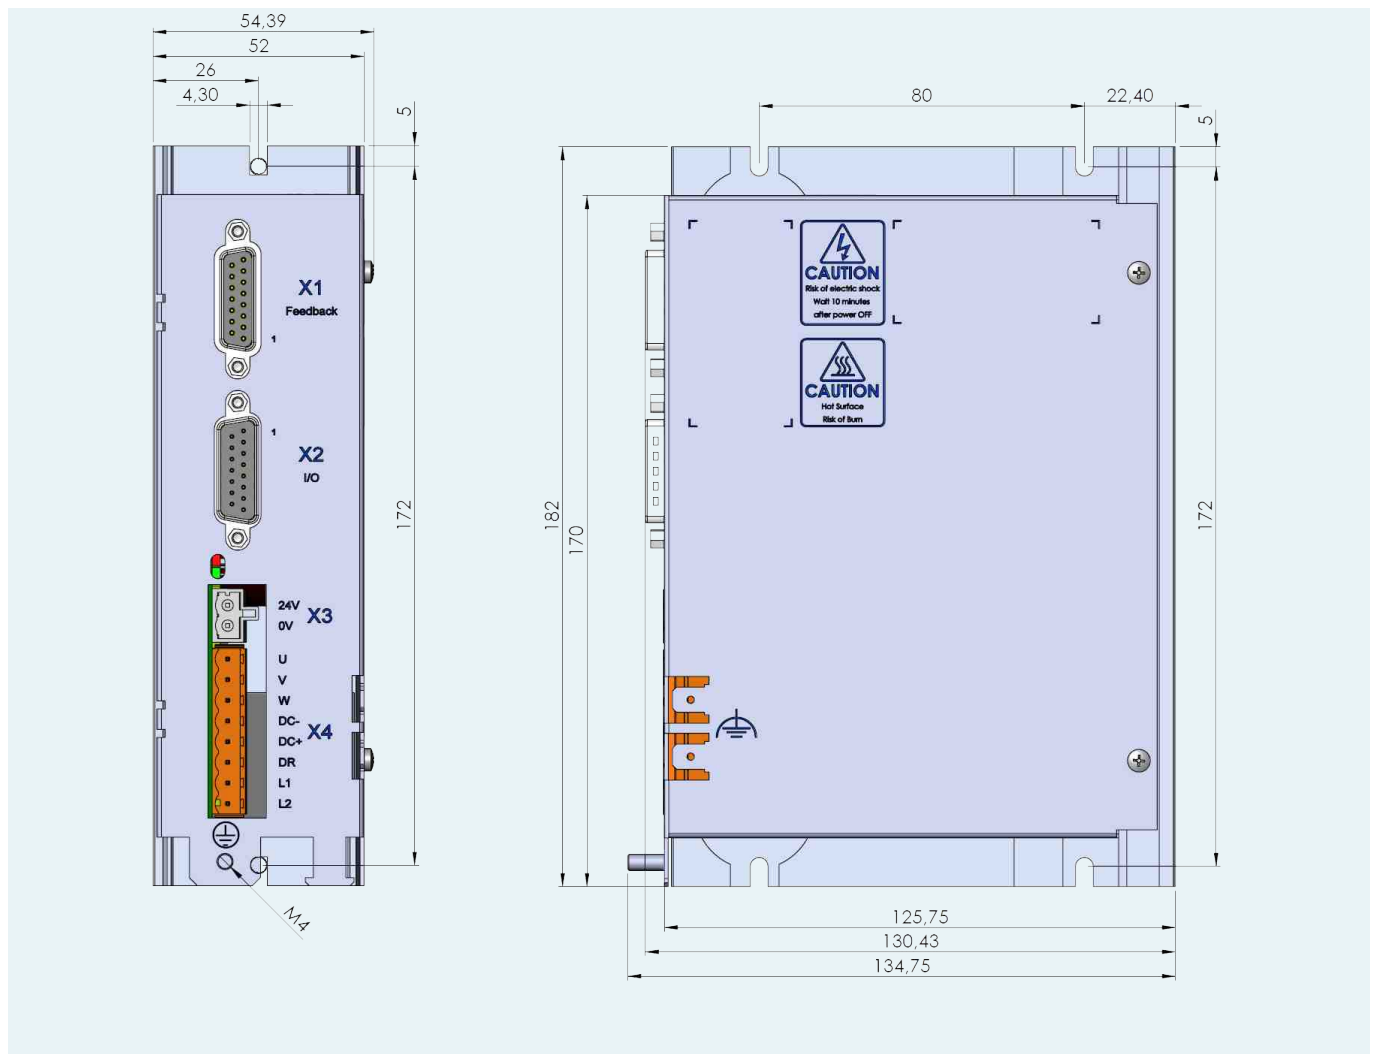 54,39
52
26
4,30
5
X1
Feedback
1
1
X2
I/O
24V
0V
X3
U
V
W
DC-
DC+
X4
DR
L1
L2
M4
172
80
22,40
5
CAUTION
Risk of electric shock
Wait 10 minutes
after power OFF
CAUTION
Hot Surface
Risk of Burn
182
170
172
125,75
130,43
134,75